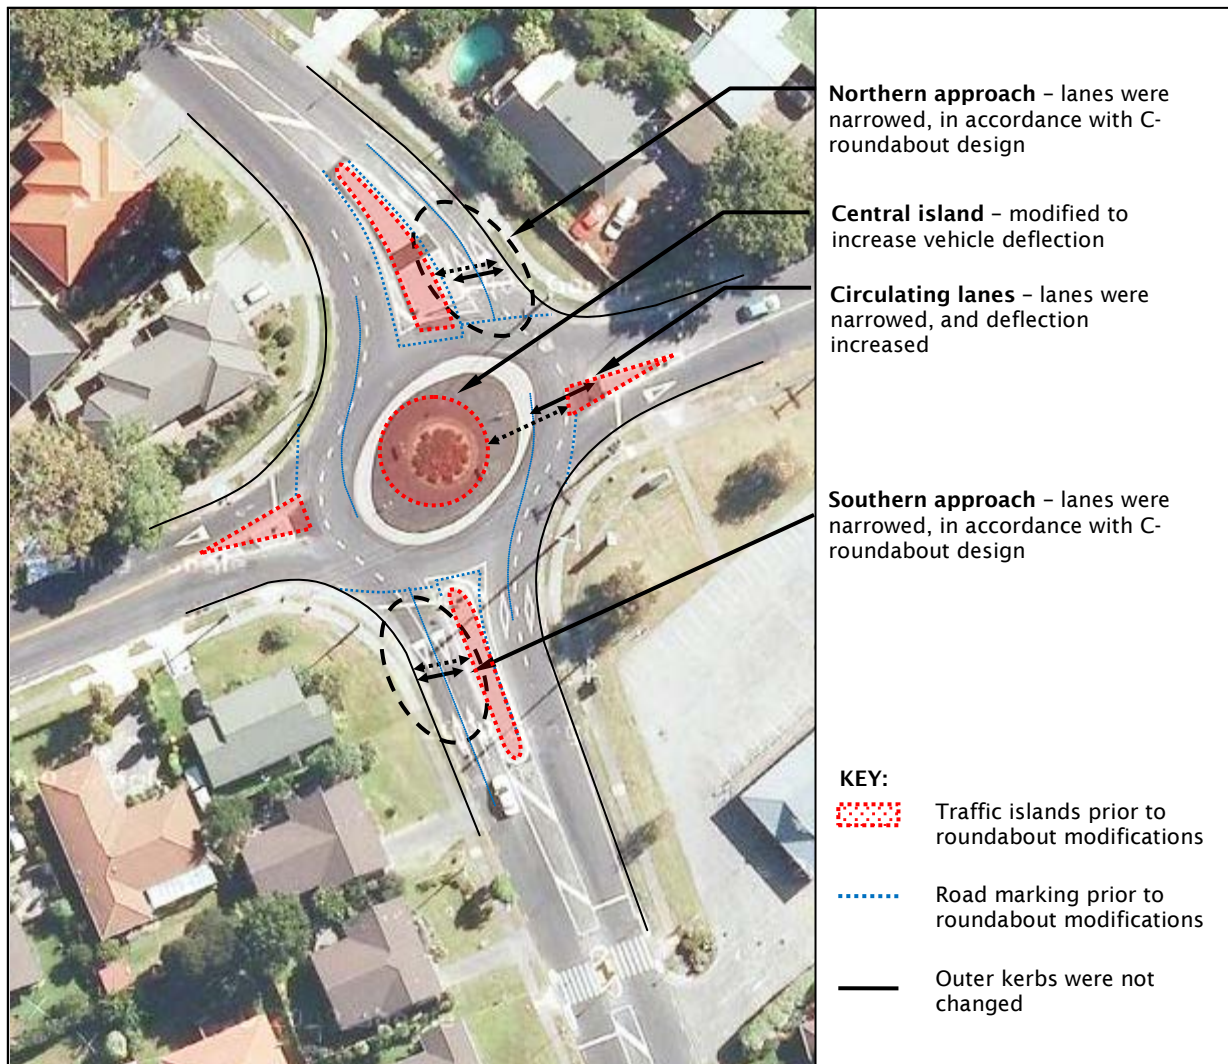 Northern approach – lanes were
narrowed, in accordance with C-
roundabout design
Central island – modified to
increase vehicle deflection
Circulating lanes – lanes were
narrowed, and deflection
increased
Southern approach – lanes were
narrowed, in accordance with C-
roundabout design
KEY:
Traffic islands prior to
roundabout modifications
Road marking prior to
roundabout modifications
Outer kerbs were not
changed